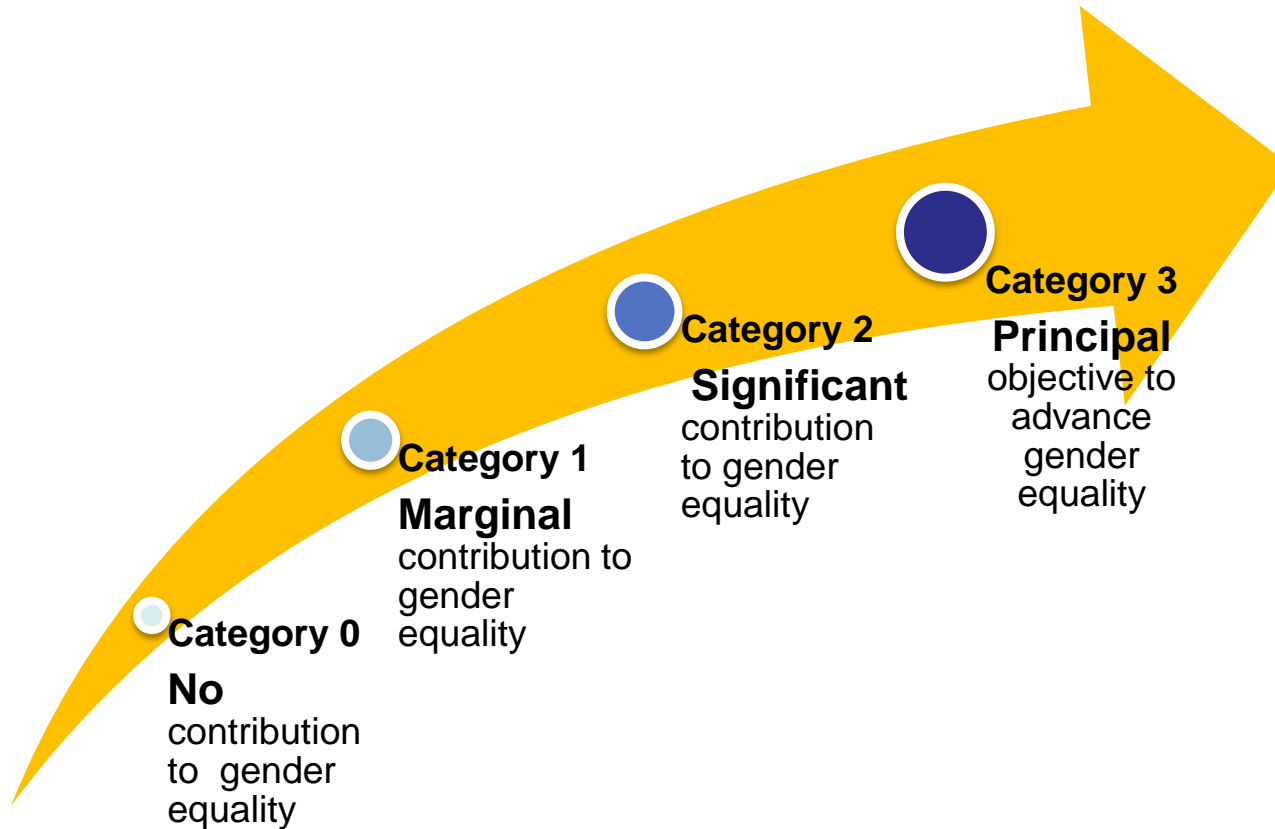 Category 0
No
contribution
to gender
equality
Category 1
Marginal
contribution to
gender
equality
Category 2
Significant
contribution
to gender
equality
Category 3
Principal
objective to
advance
gender
equality